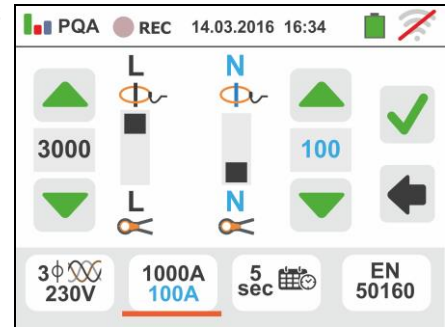 PQA REC 14.03.2016 16:34
L N
3000 100
L N
3ϕ 230V
1000A
100A
5 sec
EN
50160